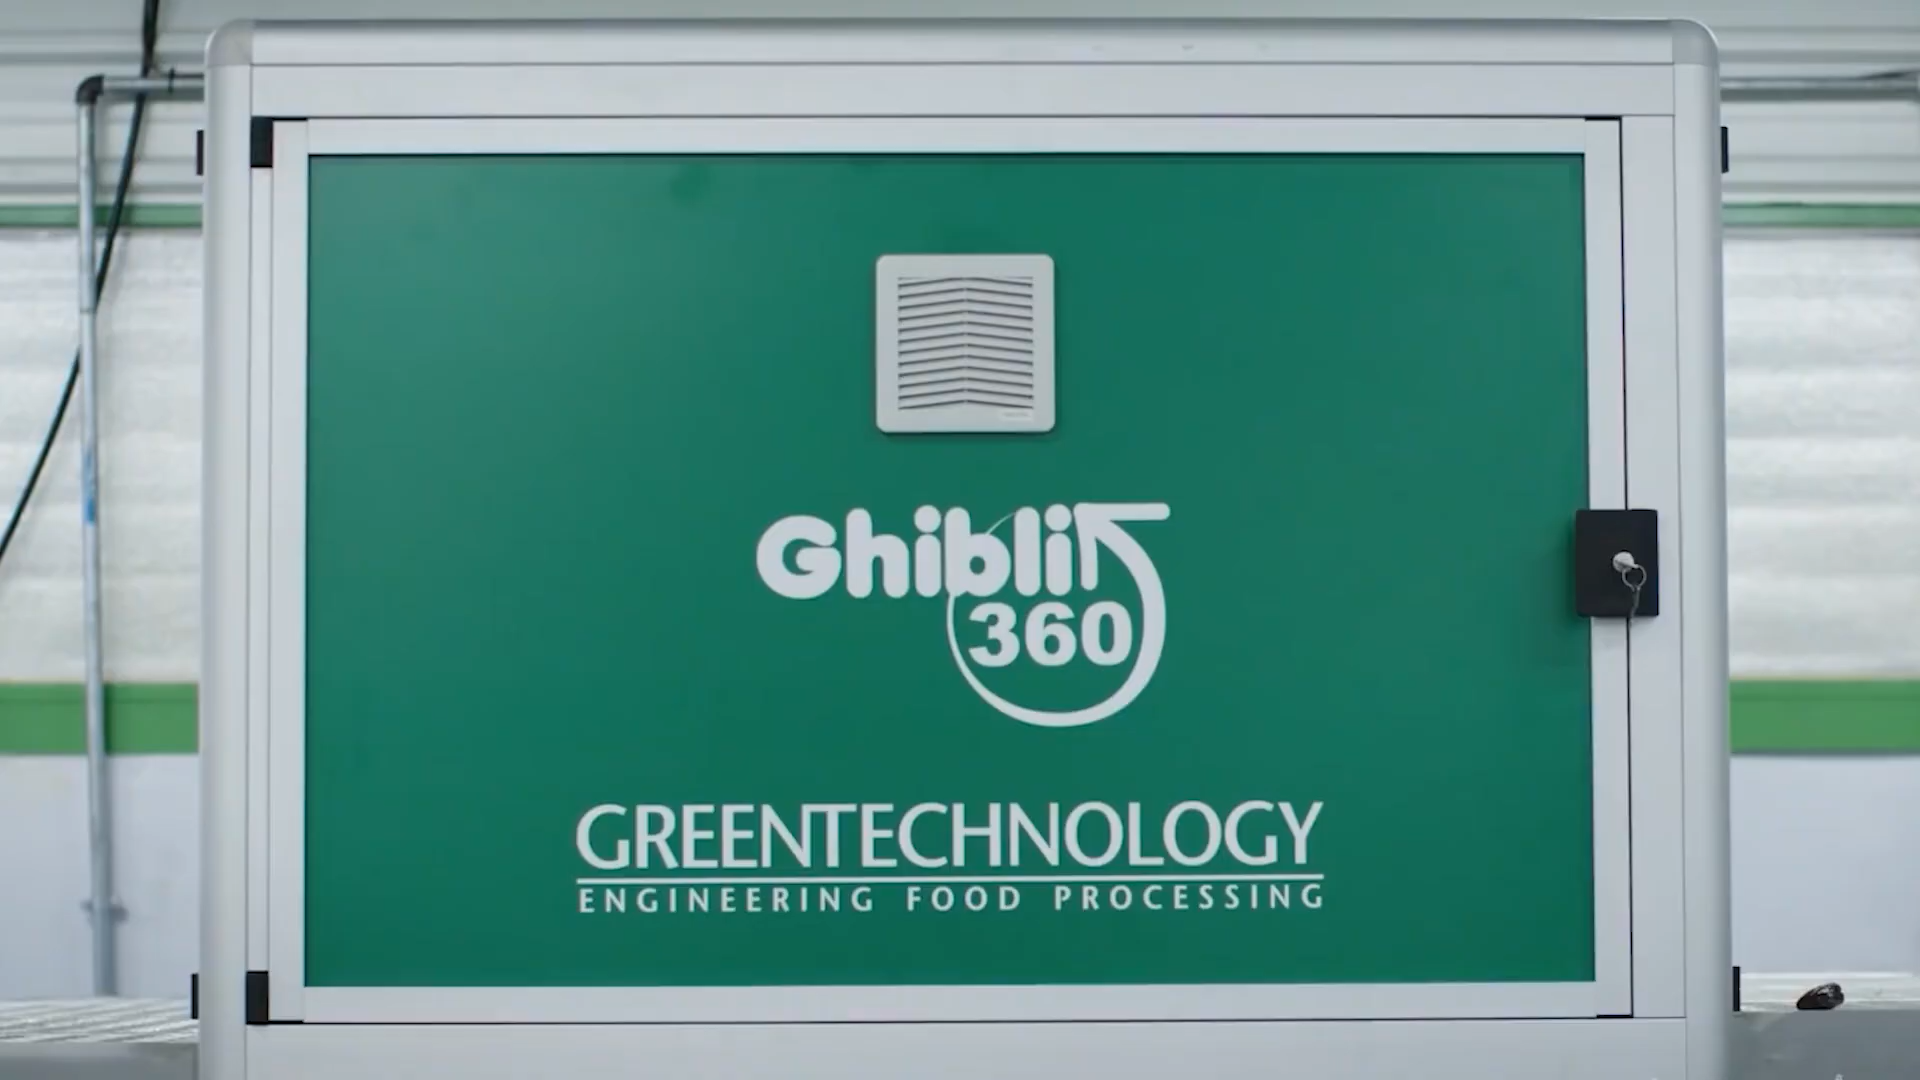 Ghibli
360
GREENTECHNOLOGY
ENGINEERING FOOD PROCESSING